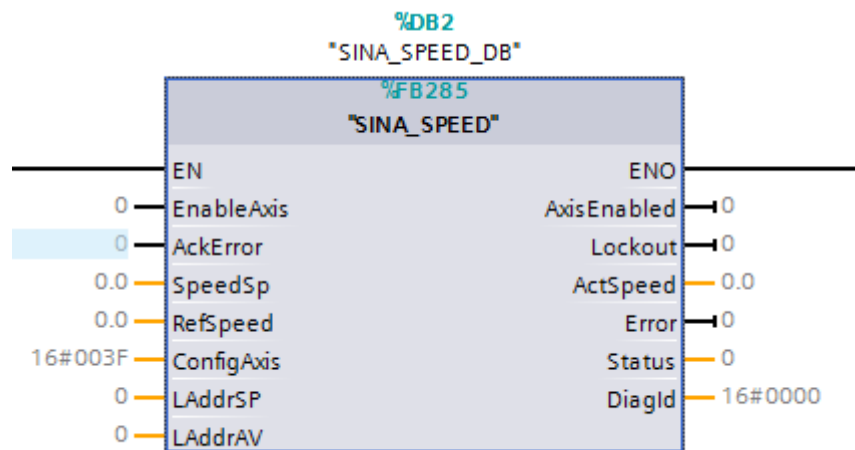 %DB2
"SINA_SPEED_DB"
%FB285
"SINA_SPEED"
EN ENO
0 EnableAxis AxisEnabled 0
0 AckError Lockout 0
0.0 SpeedSp ActSpeed 0.0
0.0 RefSpeed Error 0
16#003F ConfigAxis Status 0
0 LAddrSP DiagId 16#0000
0 LAddrAV